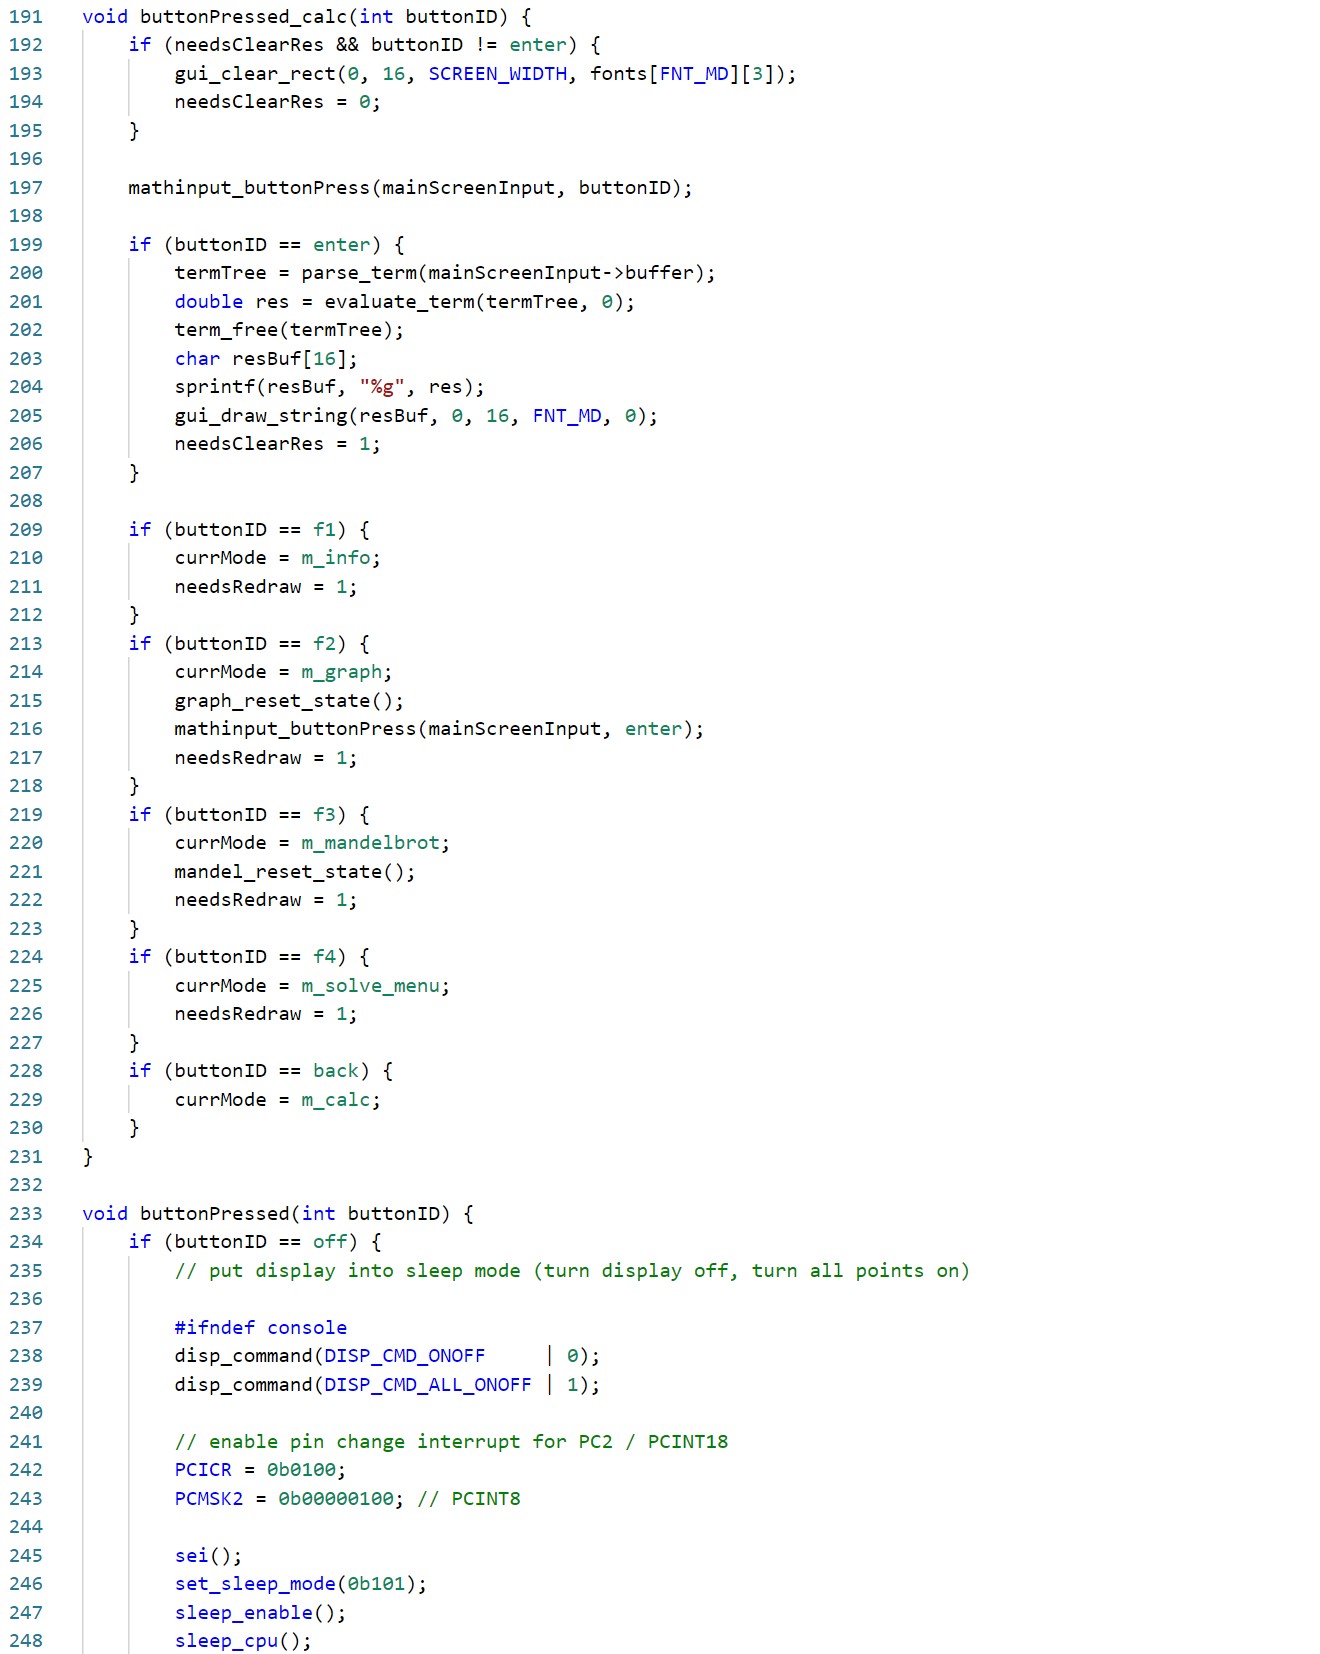 191 void buttonPressed_calc(int buttonID) {
192     if (needsClearRes && buttonID != enter) {
193         gui_clear_rect(0, 16, SCREEN_WIDTH, fonts[FNT_MD][3]);
194         needsClearRes = 0;
195     }
196
197     mathinput_buttonPress(mainScreenInput, buttonID);
198
199     if (buttonID == enter) {
200         termTree = parse_term(mainScreenInput->buffer);
201         double res = evaluate_term(termTree, 0);
202         term_free(termTree);
203         char resBuf[16];
204         sprintf(resBuf, "%g", res);
205         gui_draw_string(resBuf, 0, 16, FNT_MD, 0);
206         needsClearRes = 1;
207     }
208
209     if (buttonID == f1) {
210         currMode = m_info;
211         needsRedraw = 1;
212     }
213     if (buttonID == f2) {
214         currMode = m_graph;
215         graph_reset_state();
216         mathinput_buttonPress(mainScreenInput, enter);
217         needsRedraw = 1;
218     }
219     if (buttonID == f3) {
220         currMode = m_mandelbrot;
221         mandel_reset_state();
222         needsRedraw = 1;
223     }
224     if (buttonID == f4) {
225         currMode = m_solve_menu;
226         needsRedraw = 1;
227     }
228     if (buttonID == back) {
229         currMode = m_calc;
230     }
231 }
232
233 void buttonPressed(int buttonID) {
234     if (buttonID == off) {
235         // put display into sleep mode (turn display off, turn all points on)
236
237         #ifndef console
238         disp_command(DISP_CMD_ONOFF     | 0);
239         disp_command(DISP_CMD_ALL_ONOFF | 1);
240
241         // enable pin change interrupt for PC2 / PCINT18
242         PCICR = 0b0100;
243         PCMSK2 = 0b00000100; // PCINT8
244
245         sei();
246         set_sleep_mode(0b101);
247         sleep_enable();
248         sleep_cpu();